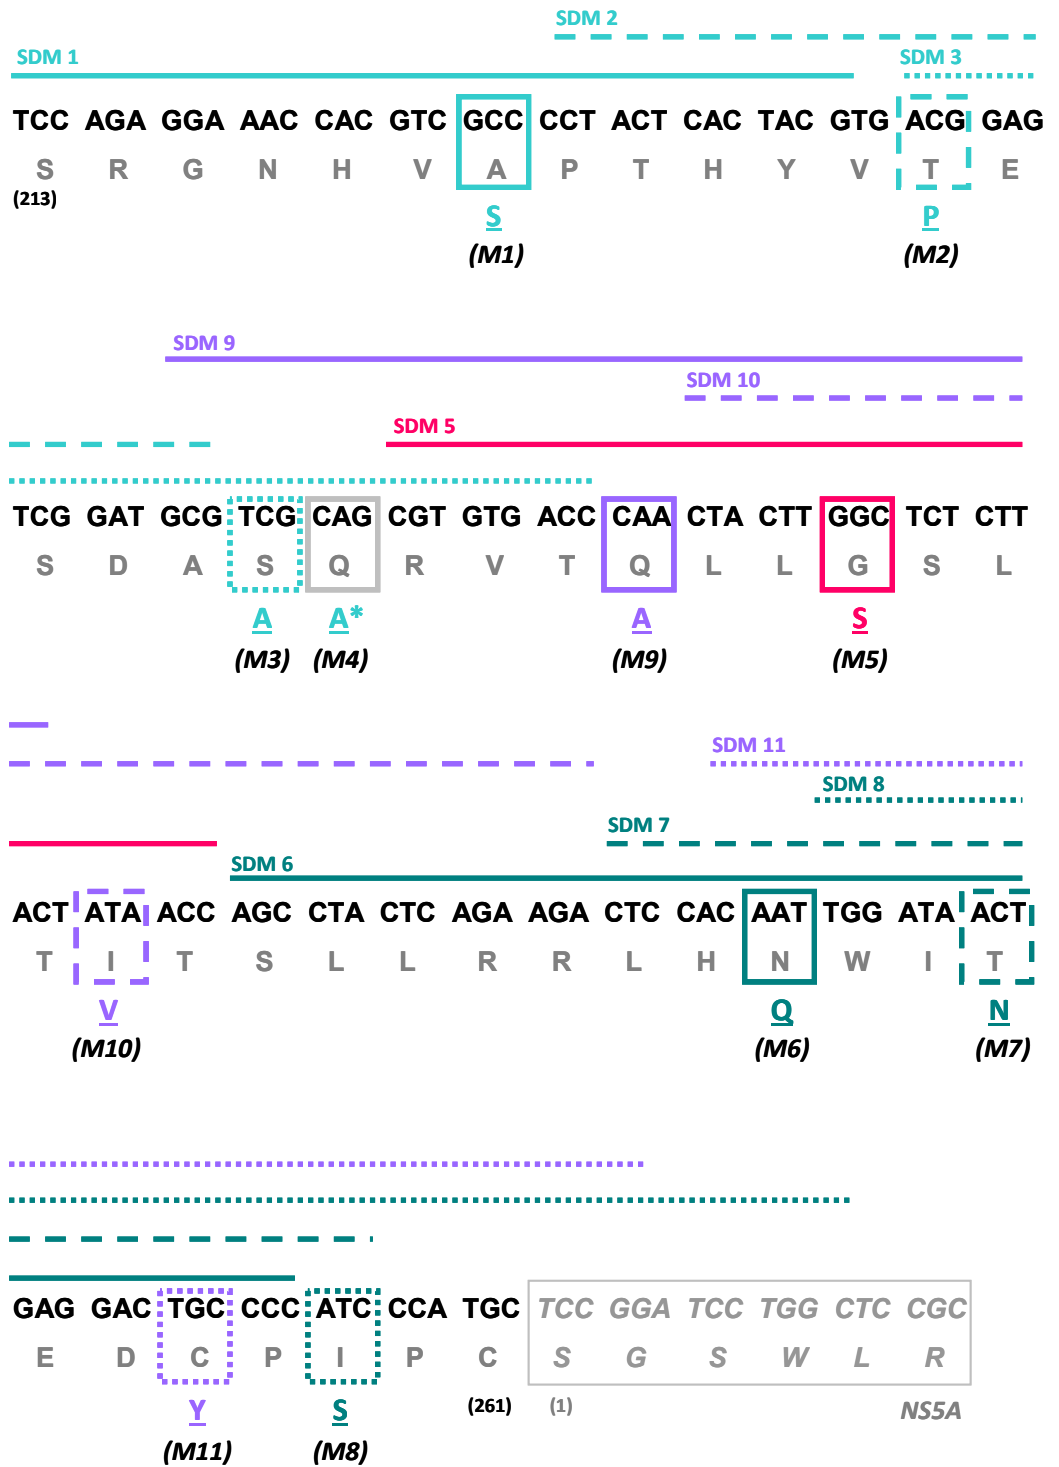 SDM 2
SDM 1 SDM 3
TCC AGA GGA AAC CAC GTC GCC CCT ACT CAC TAC GTG ACG GAG
S R G N H V A P T H Y V T E
(213)
S P
(M1) (M2)
SDM 9
SDM 10
SDM 5
TCG GAT GCG TCG CAG CGT GTG ACC CAA CTA CTT GGC TCT CTT
S D A S Q R V T Q L L G S L
A A* A S
(M3) (M4) (M9) (M5)
SDM 11
SDM 8
SDM 7
SDM 6
ACT ATA ACC AGC CTA CTC AGA AGA CTC CAC AAT TGG ATA ACT
T I T S L L R R L H N W I T
V Q N
(M10) (M6) (M7)
GAG GAC TGC CCC ATC CCA TGC TCC GGA TCC TGG CTC CGC
E D C P I P C S G S W L R
(261) (1) NS5A
Y S
(M11) (M8)